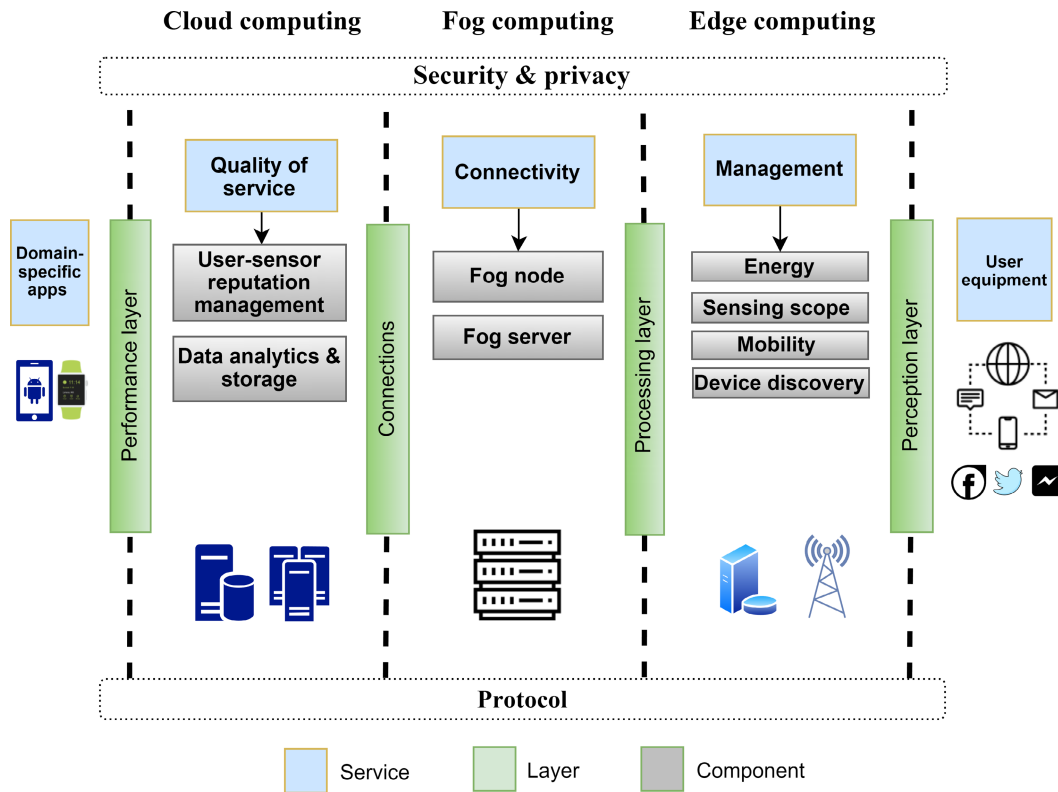 Cloud computing
Fog computing
Edge computing
Security & privacy
Quality of
service
Connectivity
Management
Domain-
specific
apps
Performance layer
User-sensor
reputation
management
Data analytics &
storage
Connections
Fog node
Fog server
Processing layer
Energy
Sensing scope
Mobility
Device discovery
Perception layer
User
equipment
11:14
Protocol
Service
Layer
Component